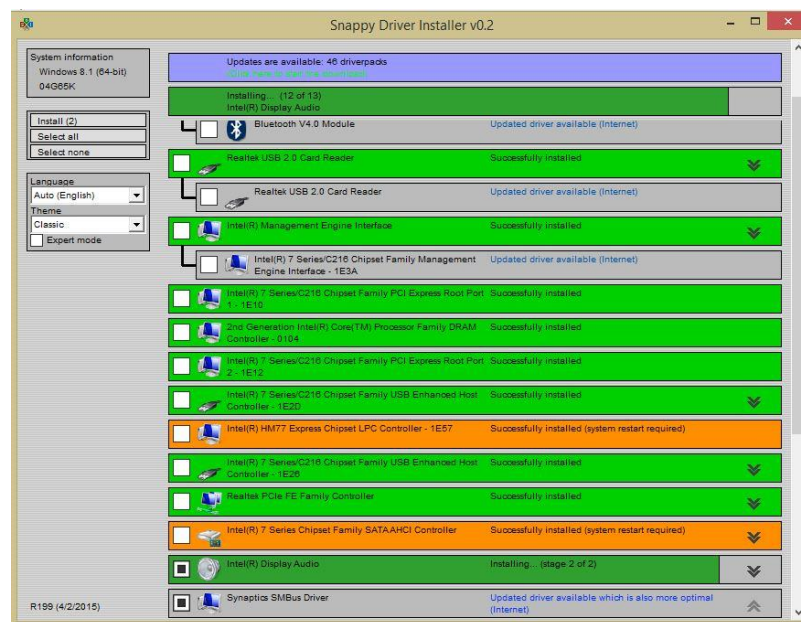 Snappy Driver Installer v0.2
System information
Windows 8.1 (64-bit)
04G65K
Install (2)
Select all
Select none
Language
Auto (English)
Theme
Classic
Expert mode
R199 (4/2/2015)
Updates are available: 46 driverpacks
(Click here to start the download)
Installing... (12 of 13)
Intel(R) Display Audio
Bluetooth V4.0 Module
Updated driver available (Internet)
Realtek USB 2.0 Card Reader
Successfully installed
Realtek USB 2.0 Card Reader
Updated driver available (Internet)
Intel(R) Management Engine Interface
Successfully installed
Intel(R) 7 Series/C216 Chipset Family Management
Engine Interface - 1E3A
Updated driver available (Internet)
Intel(R) 7 Series/C216 Chipset Family PCI Express Root Port
1 - 1E10
Successfully installed
2nd Generation Intel(R) Core(TM) Processor Family DRAM
Controller - 0104
Successfully installed
Intel(R) 7 Series/C216 Chipset Family PCI Express Root Port
2 - 1E12
Successfully installed
Intel(R) 7 Series/C216 Chipset Family USB Enhanced Host
Controller - 1E2D
Successfully installed
Intel(R) HM77 Express Chipset LPC Controller - 1E57
Successfully installed (system restart required)
Intel(R) 7 Series/C216 Chipset Family USB Enhanced Host
Controller - 1E26
Successfully installed
Realtek PCIe FE Family Controller
Successfully installed
Intel(R) 7 Series Chipset Family SATA AHCI Controller
Successfully installed (system restart required)
Intel(R) Display Audio
Installing... (stage 2 of 2)
Synaptics SMBus Driver
Updated driver available which is also more optimal
(Internet)